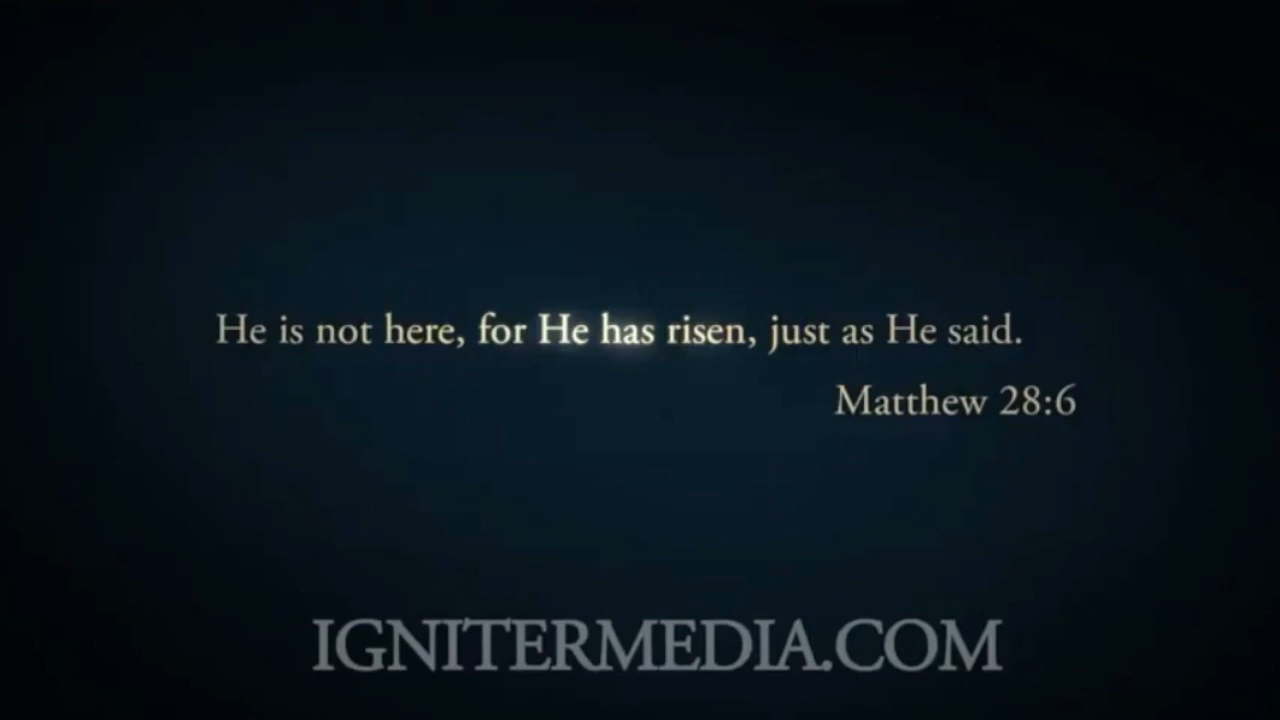 He is not here, for He has risen, just as He said.
Matthew 28:6
IGNITERMEDIA.COM